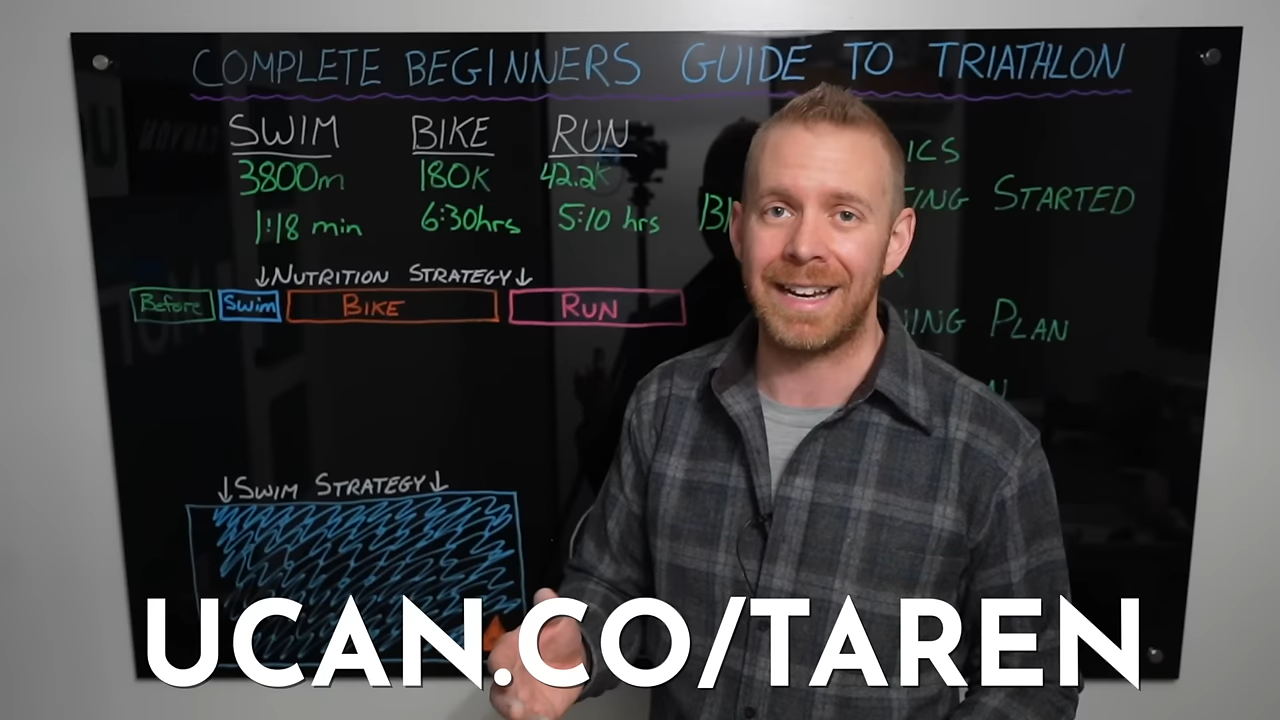 COMPLETE BEGINNERS GUIDE TO TRIATHLON
SWIM BIKE RUN
3800m 180K 42.2K
1:18 min 6:30hrs 5:10 hrs
↓NUTRITION STRATEGY↓
Before Swim BIKE RUN
STARTED
PLAN
↓SWIM STRATEGY↓
UCAN.CO/TAREN